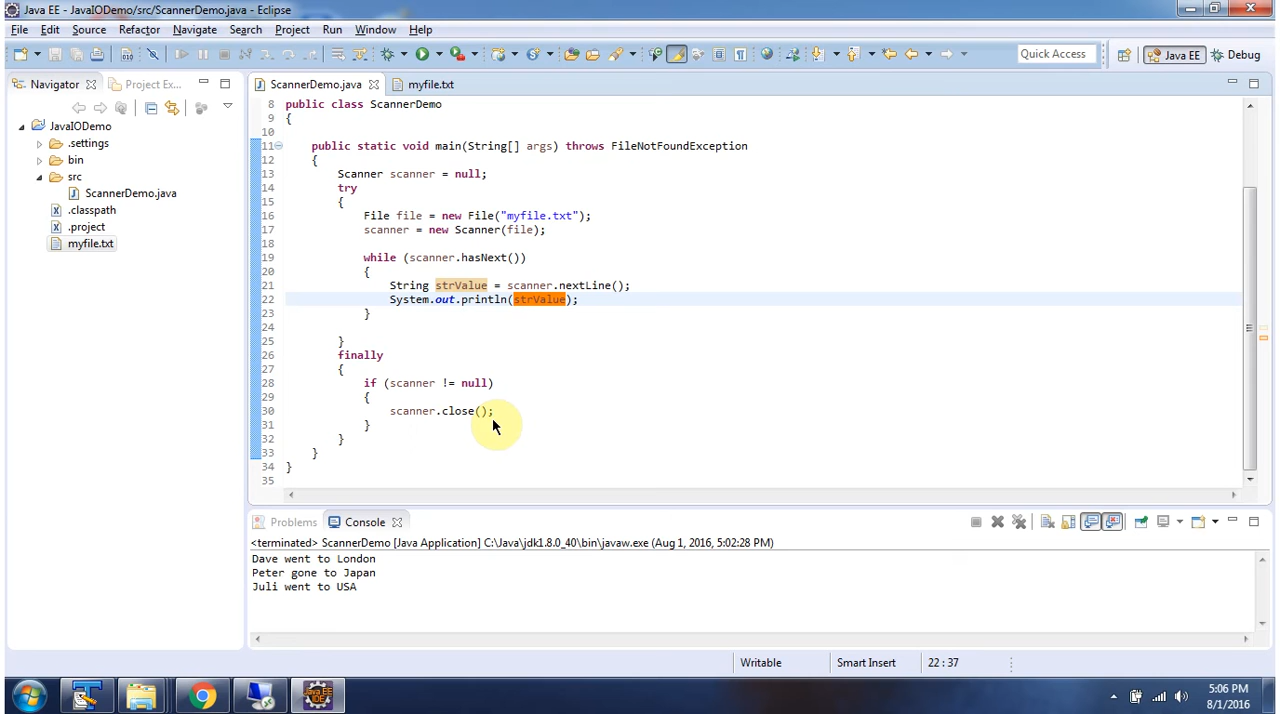 Java EE - JavaIODemo/src/ScannerDemo.java - Eclipse
File Edit Source Refactor Navigate Search Project Run Window Help
Quick Access Java EE Debug
Navigator Project Ex...
ScannerDemo.java myfile.txt
JavaIODemo
.settings
bin
src
ScannerDemo.java
.classpath
.project
myfile.txt
8 public class ScannerDemo
9 {
10
11 public static void main(String[] args) throws FileNotFoundException
12 {
13 Scanner scanner = null;
14 try
15 {
16 File file = new File("myfile.txt");
17 scanner = new Scanner(file);
18
19 while (scanner.hasNext())
20 {
21 String strValue = scanner.nextLine();
22 System.out.println(strValue);
23 }
24
25 }
26 finally
27 {
28 if (scanner != null)
29 {
30 scanner.close();
31 }
32 }
33 }
34 }
35
Problems Console
<terminated> ScannerDemo [Java Application] C:\Java\jdk1.8.0_40\bin\javaw.exe (Aug 1, 2016, 5:02:28 PM)
Dave went to London
Peter gone to Japan
Juli went to USA
Writable Smart Insert 22 : 37
Java EE
IDE
5:06 PM
8/1/2016